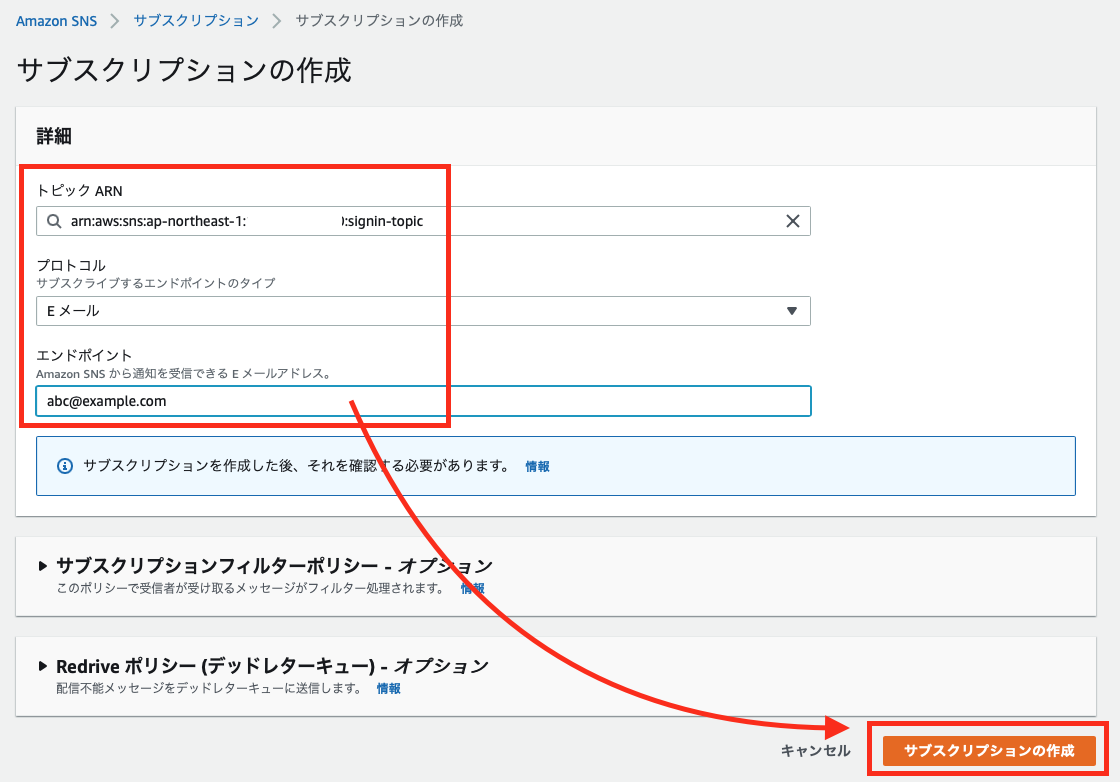 Amazon SNS > サブスクリプション > サブスクリプションの作成
サブスクリプションの作成
詳細
トピック ARN
arn:aws:sns:ap-northeast-1: :signin-topic
プロトコル
サブスクライブするエンドポイントのタイプ
E メール
エンドポイント
Amazon SNS から通知を受信できる E メールアドレス。
abc@example.com
サブスクリプションを作成した後、それを確認する必要があります。 情報
サブスクリプションフィルターポリシー - オプション
このポリシーで受信者が受け取るメッセージがフィルター処理されます。 情報
Redrive ポリシー (デッドレターキュー) - オプション
配信不能メッセージをデッドレターキューに送信します。 情報
キャンセル
サブスクリプションの作成